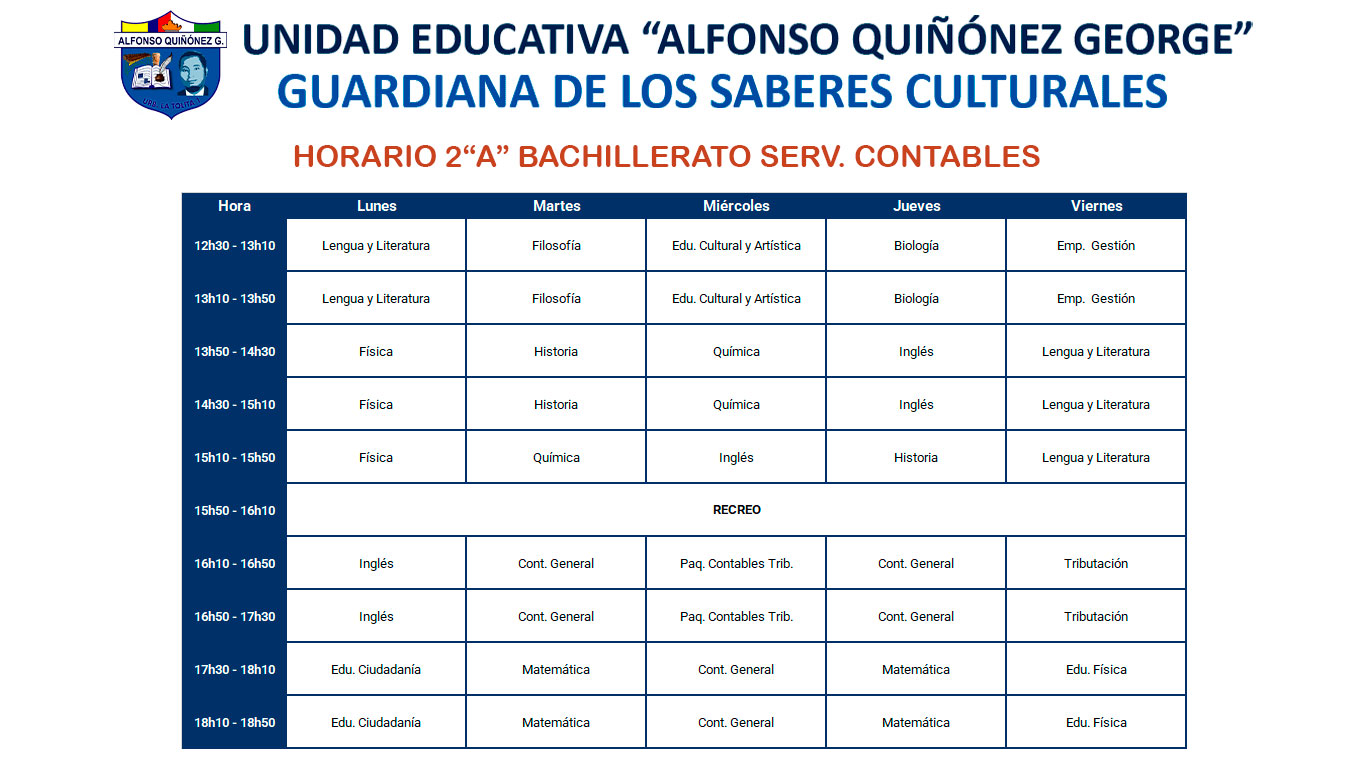 ALFONSO QUIÑÓNEZ G.
UNIDAD EDUCATIVA “ALFONSO QUIÑÓNEZ GEORGE”
GUARDIANA DE LOS SABERES CULTURALES
HORARIO 2“A” BACHILLERATO SERV. CONTABLES
Hora Lunes Martes Miércoles Jueves Viernes
12h30 - 13h10 Lengua y Literatura Filosofía Edu. Cultural y Artística Biología Emp. Gestión
13h10 - 13h50 Lengua y Literatura Filosofía Edu. Cultural y Artística Biología Emp. Gestión
13h50 - 14h30 Física Historia Química Inglés Lengua y Literatura
14h30 - 15h10 Física Historia Química Inglés Lengua y Literatura
15h10 - 15h50 Física Química Inglés Historia Lengua y Literatura
15h50 - 16h10 RECREO
16h10 - 16h50 Inglés Cont. General Paq. Contables Trib. Cont. General Tributación
16h50 - 17h30 Inglés Cont. General Paq. Contables Trib. Cont. General Tributación
17h30 - 18h10 Edu. Ciudadanía Matemática Cont. General Matemática Edu. Física
18h10 - 18h50 Edu. Ciudadanía Matemática Cont. General Matemática Edu. Física